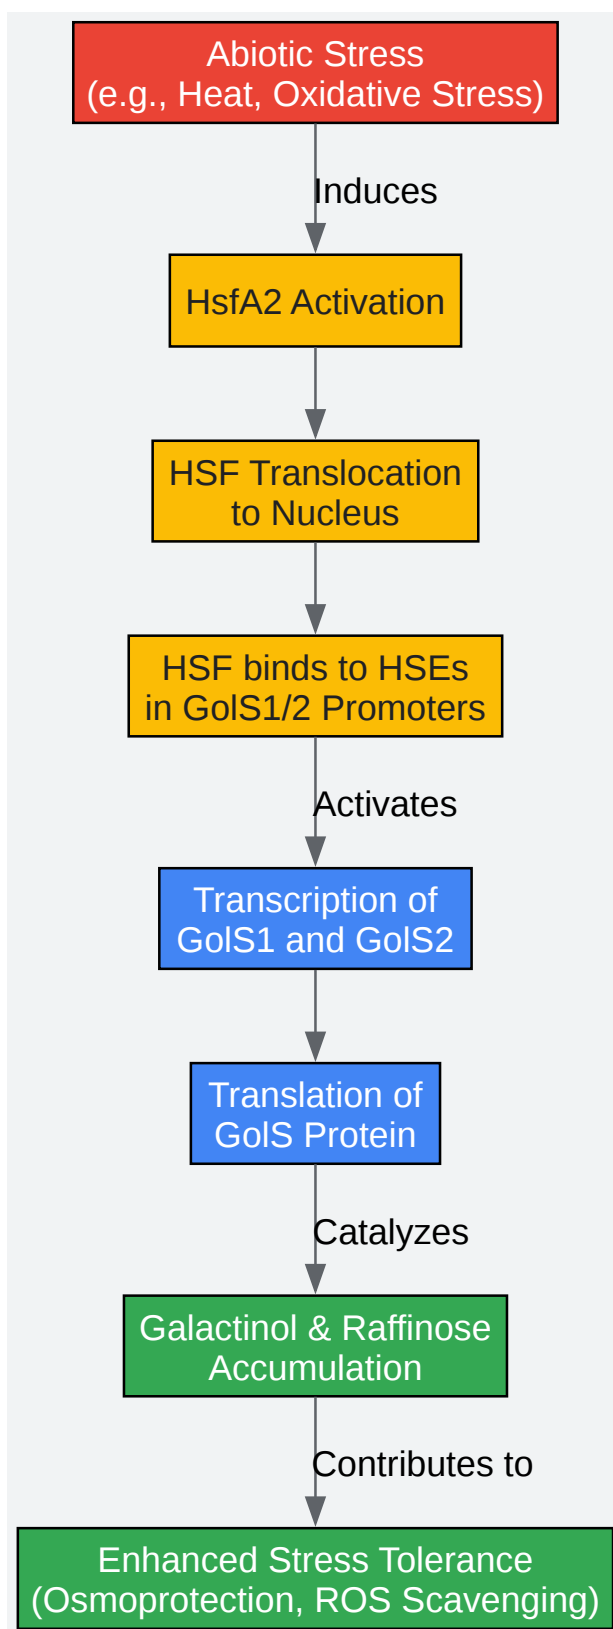 Abiotic Stress
(e.g., Heat, Oxidative Stress)
Induces
HsfA2 Activation
HSF Translocation
to Nucleus
HSF binds to HSEs
in GolS1/2 Promoters
Activates
Transcription of
GolS1 and GolS2
Translation of
GolS Protein
Catalyzes
Galactinol & Raffinose
Accumulation
Contributes to
Enhanced Stress Tolerance
(Osmoprotection, ROS Scavenging)